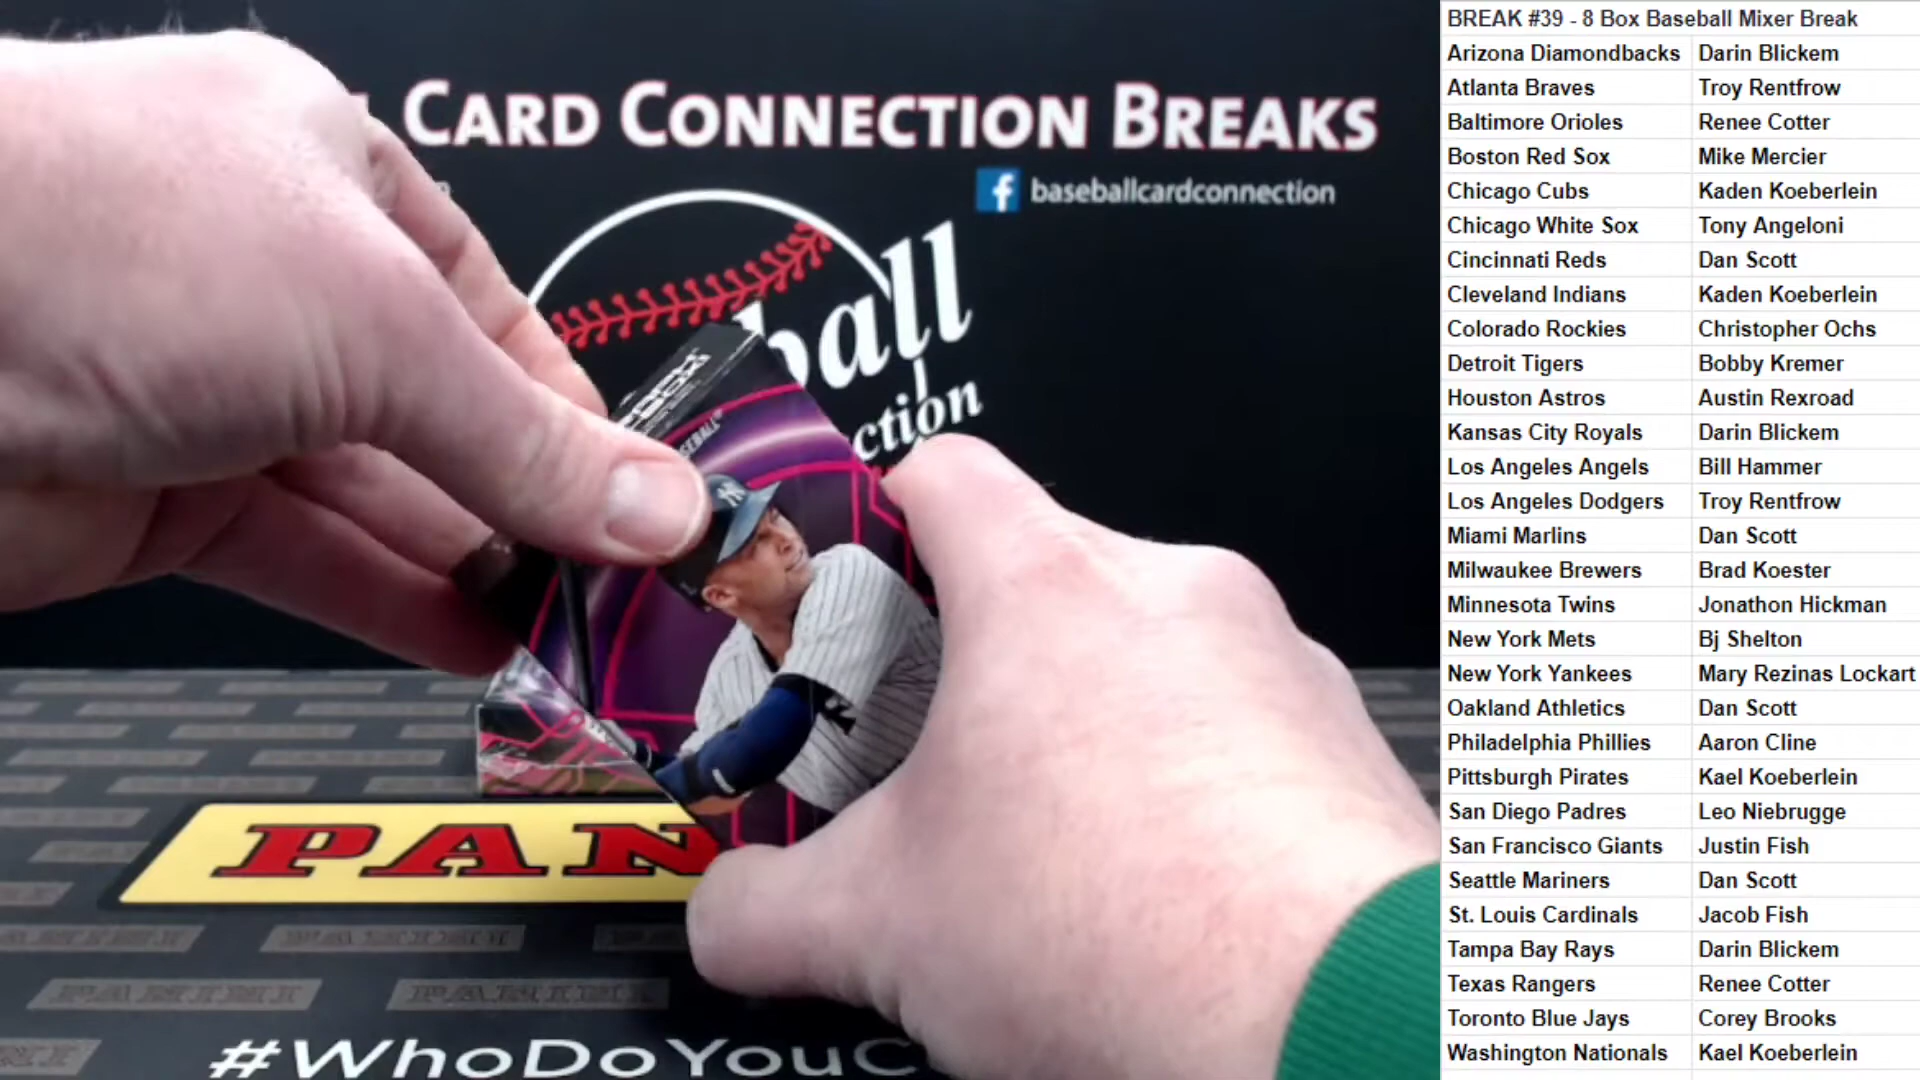 CARD CONNECTION BREAKS
baseballcardconnection
ball
ction
BASEBALL
PAN
PANINI
PANINI
PANINI
#WhoDoYouC
BREAK #39 - 8 Box Baseball Mixer Break
Arizona Diamondbacks Darin Blickem
Atlanta Braves Troy Rentfrow
Baltimore Orioles Renee Cotter
Boston Red Sox Mike Mercier
Chicago Cubs Kaden Koeberlein
Chicago White Sox Tony Angeloni
Cincinnati Reds Dan Scott
Cleveland Indians Kaden Koeberlein
Colorado Rockies Christopher Ochs
Detroit Tigers Bobby Kremer
Houston Astros Austin Rexroad
Kansas City Royals Darin Blickem
Los Angeles Angels Bill Hammer
Los Angeles Dodgers Troy Rentfrow
Miami Marlins Dan Scott
Milwaukee Brewers Brad Koester
Minnesota Twins Jonathon Hickman
New York Mets Bj Shelton
New York Yankees Mary Rezinas Lockart
Oakland Athletics Dan Scott
Philadelphia Phillies Aaron Cline
Pittsburgh Pirates Kael Koeberlein
San Diego Padres Leo Niebrugge
San Francisco Giants Justin Fish
Seattle Mariners Dan Scott
St. Louis Cardinals Jacob Fish
Tampa Bay Rays Darin Blickem
Texas Rangers Renee Cotter
Toronto Blue Jays Corey Brooks
Washington Nationals Kael Koeberlein